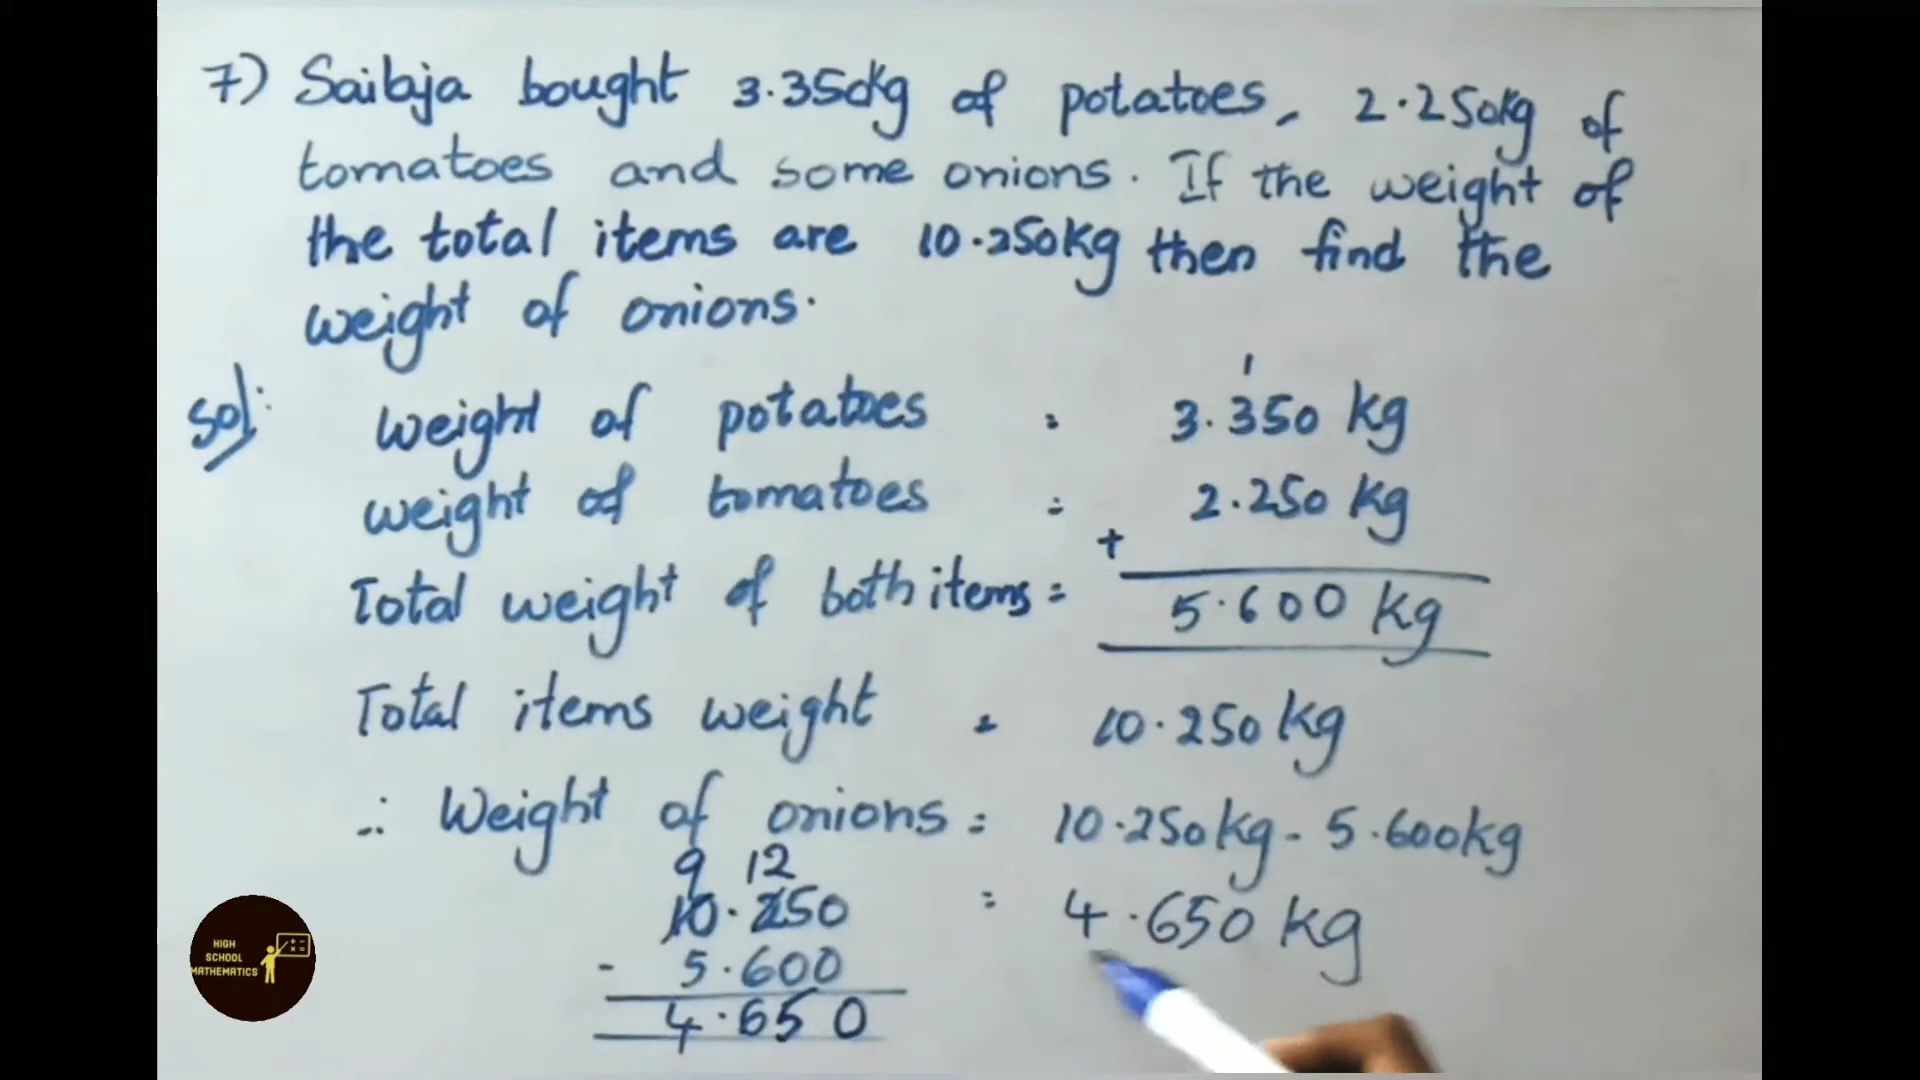 7) Sailaja bought 3.350kg of potatoes, 2.250kg of
tomatoes and some onions. If the weight of
the total items are 10.250kg then find the
weight of onions.
Sol: Weight of potatoes = 3.350 kg
1
weight of tomatoes = 2.250 kg
+
Total weight of both items = 5.600 kg
Total items weight = 10.250 kg
∴ Weight of onions = 10.250kg - 5.600kg
= 4.650 kg
9 12
10.250
- 5.600
4.650
HIGH
SCHOOL
MATHEMATICS